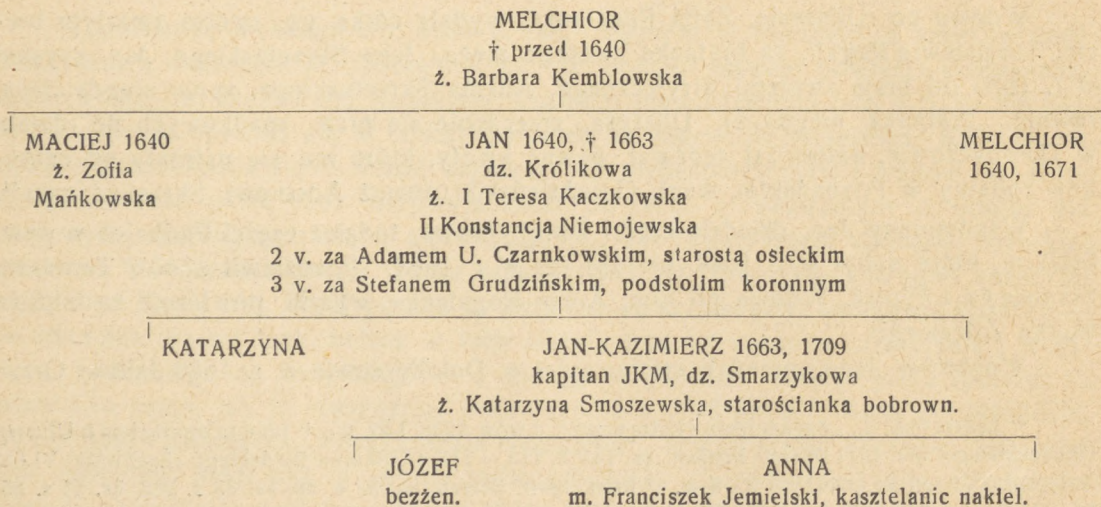 MELCHIOR
† przed 1640
ż. Barbara Kemblowska
MACIEJ 1640
ż. Zofia
Mańkowska
JAN 1640, † 1663
dz. Królikowa
ż. I Teresa Kaczkowska
II Konstancja Niemojewska
2 v. za Adamem U. Czarnkowskim, starostą osieckim
3 v. za Stefanem Grudzińskim, podstolim koronnym
MELCHIOR
1640, 1671
KATARZYNA
JAN-KAZIMIERZ 1663, 1709
kapitan JKM, dz. Smarzykowa
ż. Katarzyna Smoszewska, starościanka bobrown.
JÓZEF
bezżen.
ANNA
m. Franciszek Jemielski, kasztelanic nakiel.